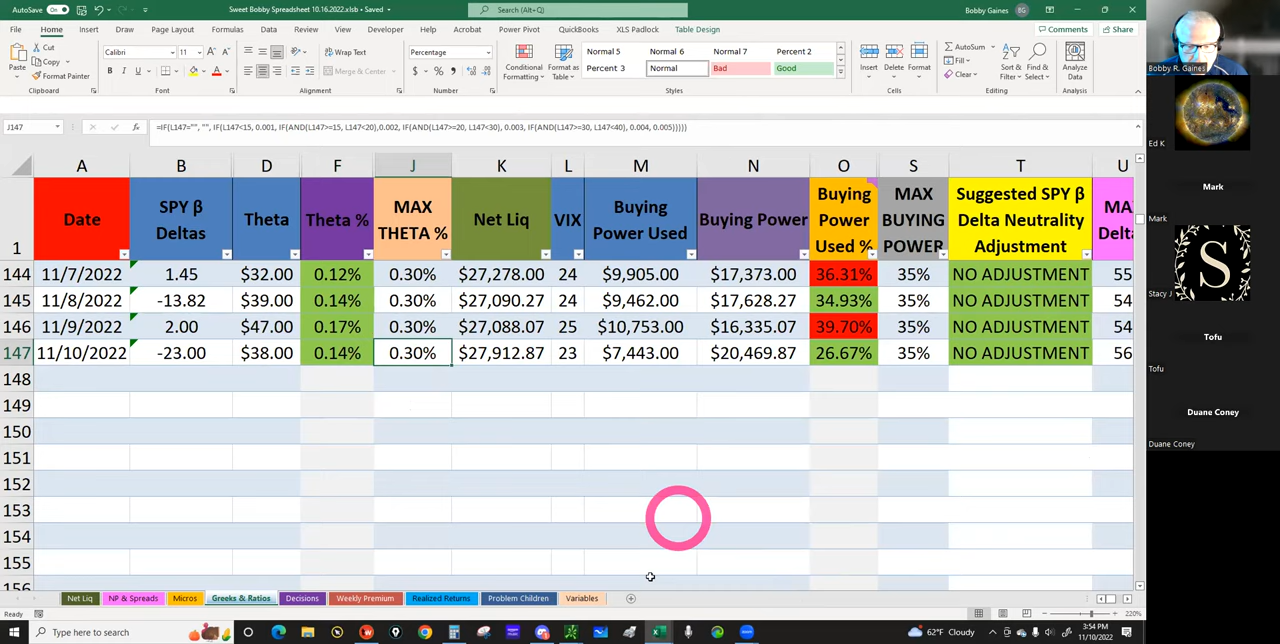 AutoSave On Sweet Bobby Spreadsheet 10.16.2022.xlsb • Saved Search (Alt+Q) Bobby Gaines BG
File Home Insert Draw Page Layout Formulas Data Review View Developer Help Acrobat Power Pivot QuickBooks XLS Padlock Table Design Comments Share
Paste Cut Copy Format Painter Calibri 11 Wrap Text Merge & Center Percentage Conditional Formatting Format as Table Normal 5 Normal 6 Normal 7 Percent 2 Percent 3 Normal Bad Good Insert Delete Format AutoSum Fill Clear Sort & Filter Find & Select Analyze Data
Clipboard Font Alignment Number Styles Cells Editing Analysis
J147 fx =IF(L147="", "", IF(L147<15, 0.001, IF(AND(L147>=15, L147<20),0.002, IF(AND(L147>=20, L147<30), 0.003, IF(AND(L147>=30, L147<40), 0.004, 0.005)))))
A B D F J K L M N O S T U
1 Date SPY β Deltas Theta Theta % MAX THETA % Net Liq VIX Buying Power Used Buying Power Buying Power Used % MAX BUYING POWER Suggested SPY β Delta Neutrality Adjustment MA Delt
144 11/7/2022 1.45 $32.00 0.12% 0.30% $27,278.00 24 $9,905.00 $17,373.00 36.31% 35% NO ADJUSTMENT 55
145 11/8/2022 -13.82 $39.00 0.14% 0.30% $27,090.27 24 $9,462.00 $17,628.27 34.93% 35% NO ADJUSTMENT 54
146 11/9/2022 2.00 $47.00 0.17% 0.30% $27,088.07 25 $10,753.00 $16,335.07 39.70% 35% NO ADJUSTMENT 54
147 11/10/2022 -23.00 $38.00 0.14% 0.30% $27,912.87 23 $7,443.00 $20,469.87 26.67% 35% NO ADJUSTMENT 56
148
149
150
151
152
153
154
155
156
Net Liq NP & Spreads Micros Greeks & Ratios Decisions Weekly Premium Realized Returns Problem Children Variables
Ready 220%
Type here to search 62°F Cloudy 3:54 PM 11/10/2022
Bobby R. Gaines
Ed K
Mark
Mark
S
Stacy J
Tofu
Tofu
Duane Coney
Duane Coney